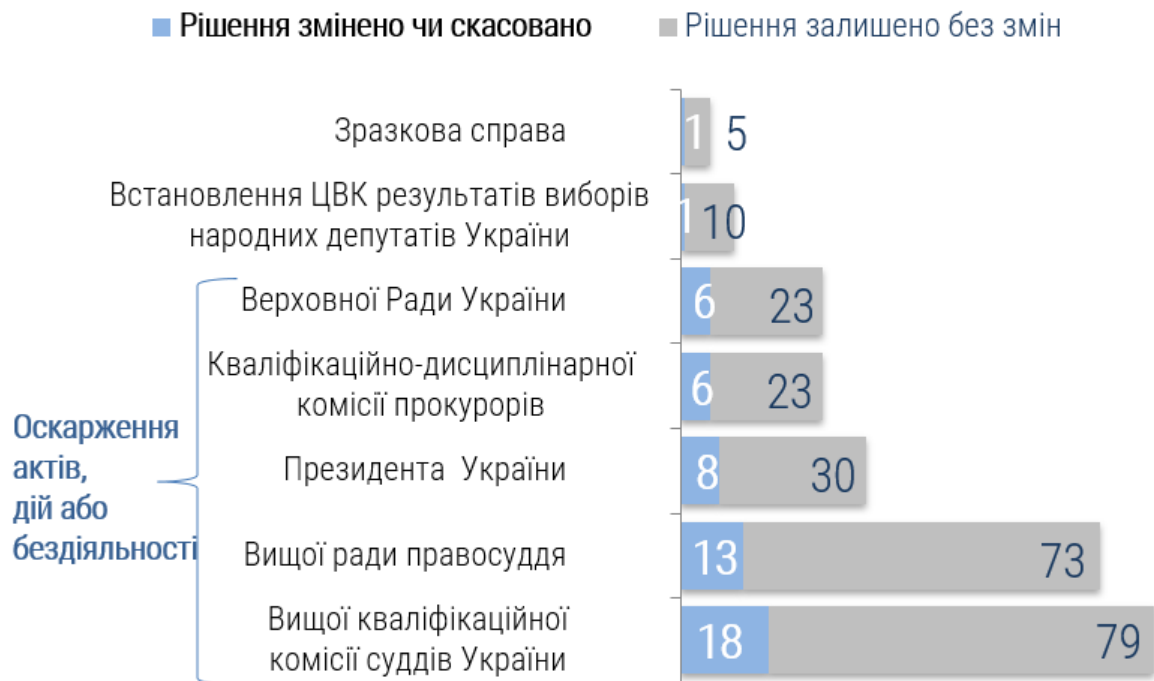 Рішення змінено чи скасовано
Рішення залишено без змін
Зразкова справа
1 5
Встановлення ЦВК результатів виборів
народних депутатів України
1 10
Верховної Ради України
6 23
Кваліфікаційно-дисциплінарної
комісії прокурорів
6 23
Оскарження
актів,
дій або
бездіяльності
Президента України
8 30
Вищої ради правосуддя
13 73
Вищої кваліфікаційної
комісії суддів України
18 79